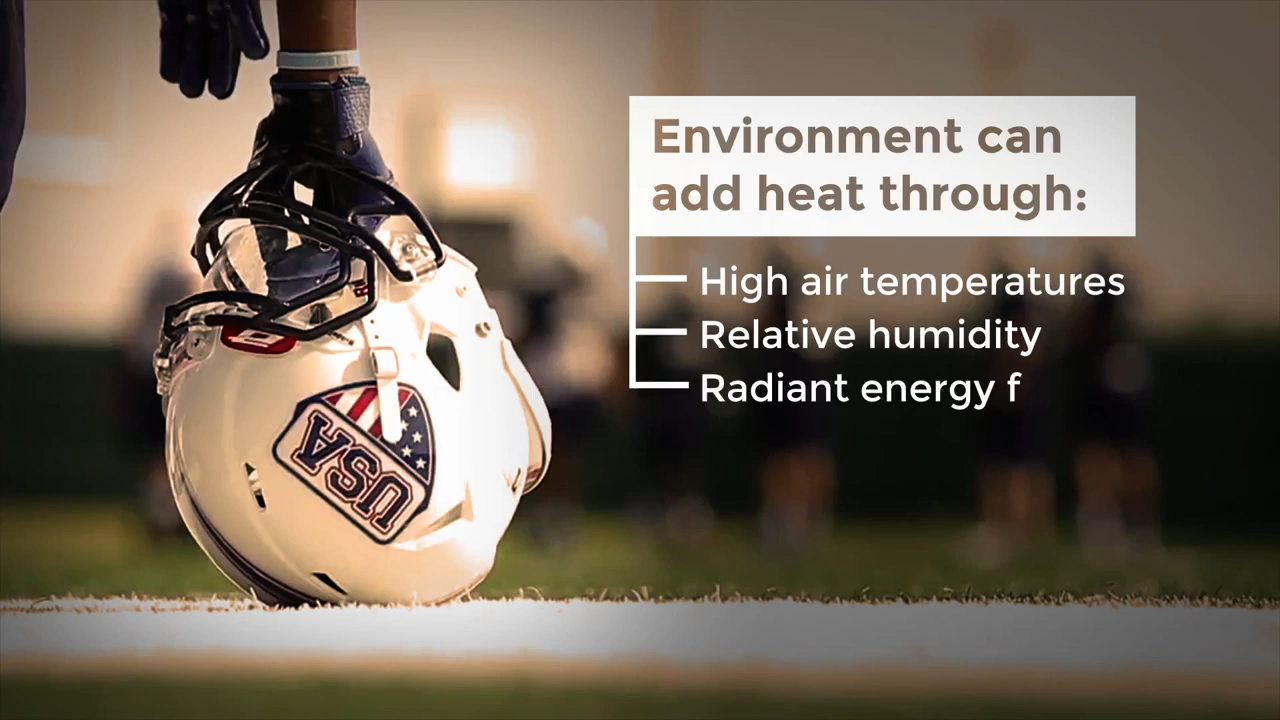 Environment can
add heat through:
High air temperatures
Relative humidity
Radiant energy f
USA